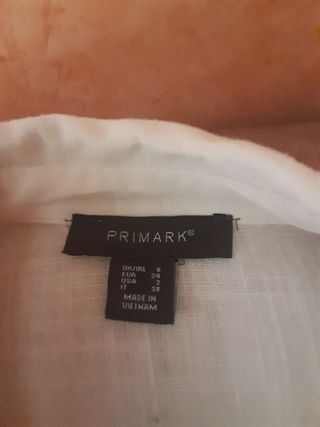 PRIMARK®
UK/IRL 6
EUR 34
USA 2
IT 38
MADE IN
VIETNAM